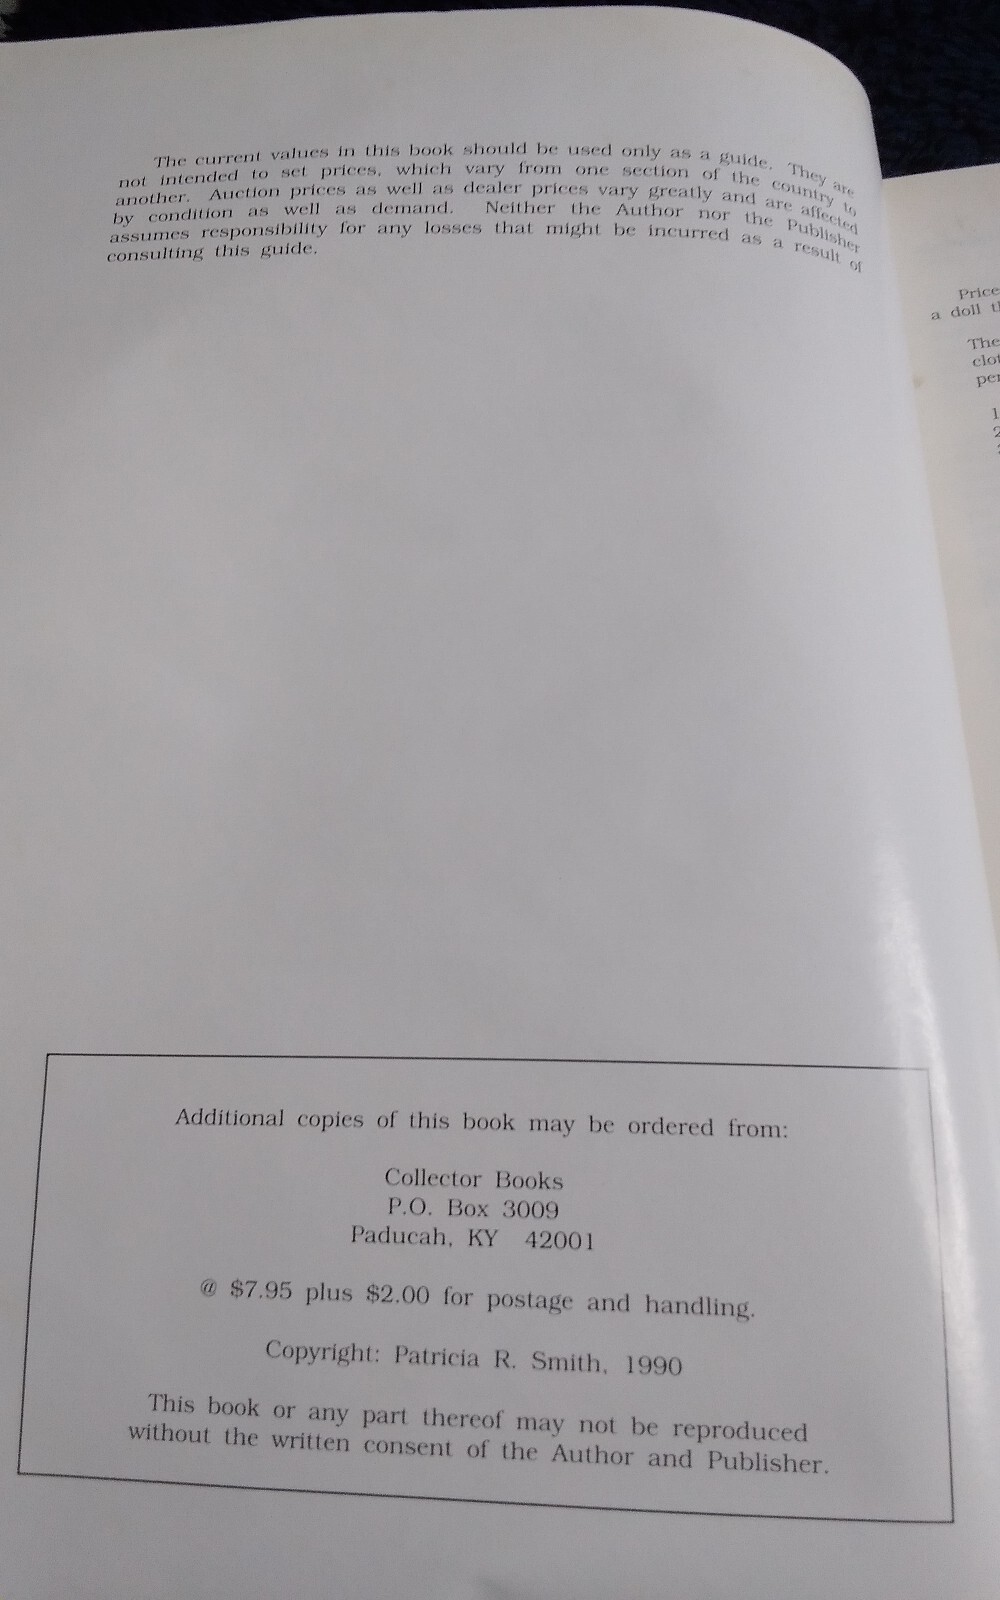 The current values in this book should be used only as a guide. They are
not intended to set prices, which vary from one section of the country to
another. Auction prices as well as dealer prices vary greatly and are affected
by condition as well as demand. Neither the Author nor the Publisher
assumes responsibility for any losses that might be incurred as a result of
consulting this guide.
Additional copies of this book may be ordered from:
Collector Books
P.O. Box 3009
Paducah, KY 42001
@ $7.95 plus $2.00 for postage and handling.
Copyright: Patricia R. Smith, 1990
This book or any part thereof may not be reproduced
without the written consent of the Author and Publisher.
Price
a doll
The
1
2